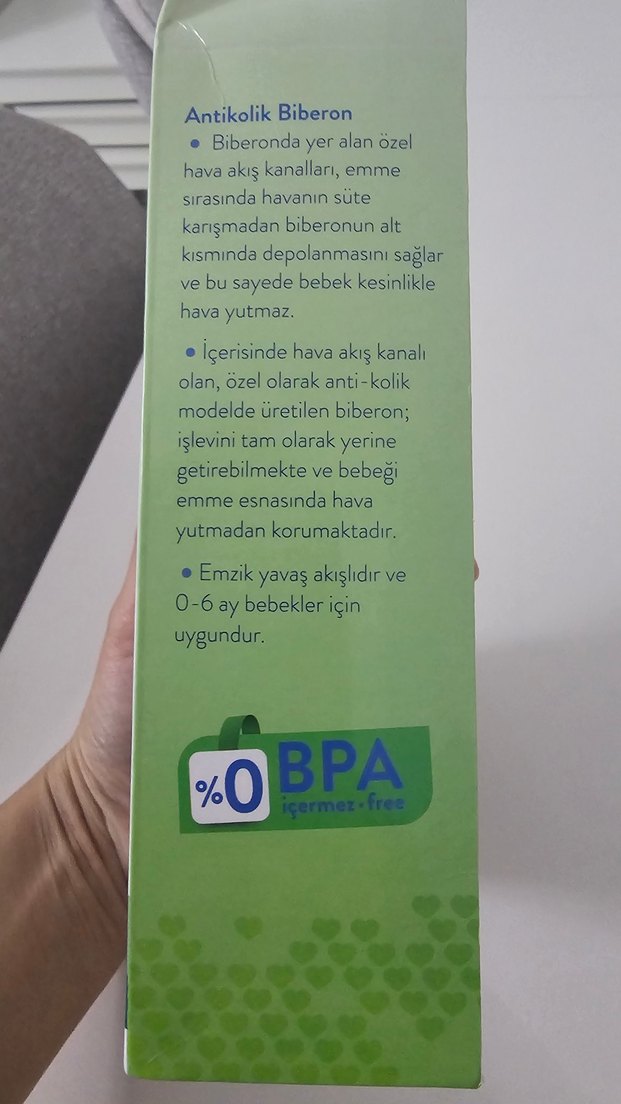 Antikolik Biberon
• Biberonda yer alan özel
hava akış kanalları, emme
sırasında havanın süte
karışmadan biberonun alt
kısmında depolanmasını sağlar
ve bu sayede bebek kesinlikle
hava yutmaz.
• İçerisinde hava akış kanalı
olan, özel olarak anti-kolik
modelde üretilen biberon;
işlevini tam olarak yerine
getirebilmekte ve bebeği
emme esnasında hava
yutmadan korumaktadır.
• Emzik yavaş akışlıdır ve
0-6 ay bebekler için
uygundur.
%0 BPA
içermez • free